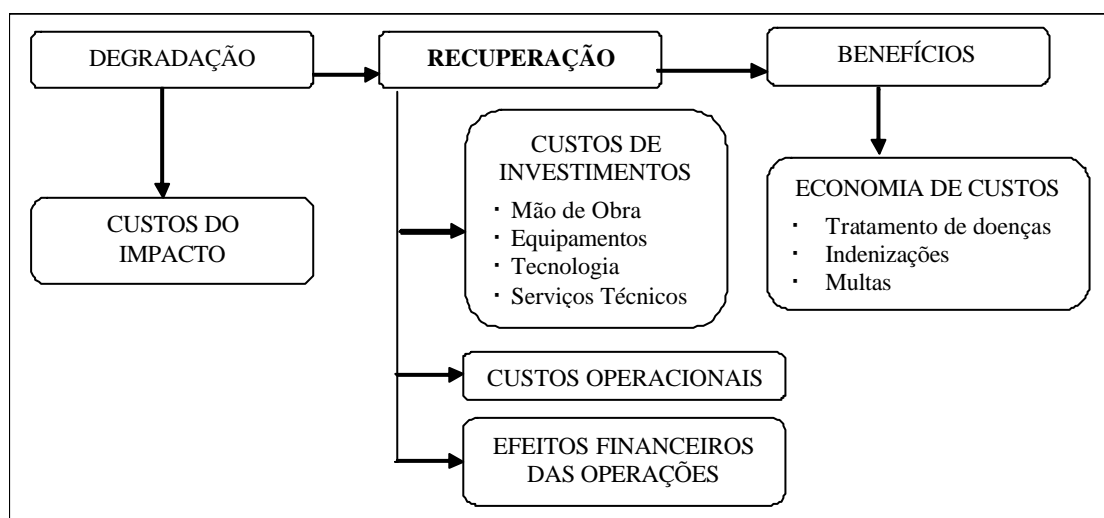 DEGRADAÇÃO
RECUPERAÇÃO
BENEFÍCIOS
CUSTOS DO
IMPACTO
CUSTOS DE
INVESTIMENTOS
· Mão de Obra
· Equipamentos
· Tecnologia
· Serviços Técnicos
ECONOMIA DE CUSTOS
· Tratamento de doenças
· Indenizações
· Multas
CUSTOS OPERACIONAIS
EFEITOS FINANCEIROS
DAS OPERAÇÕES